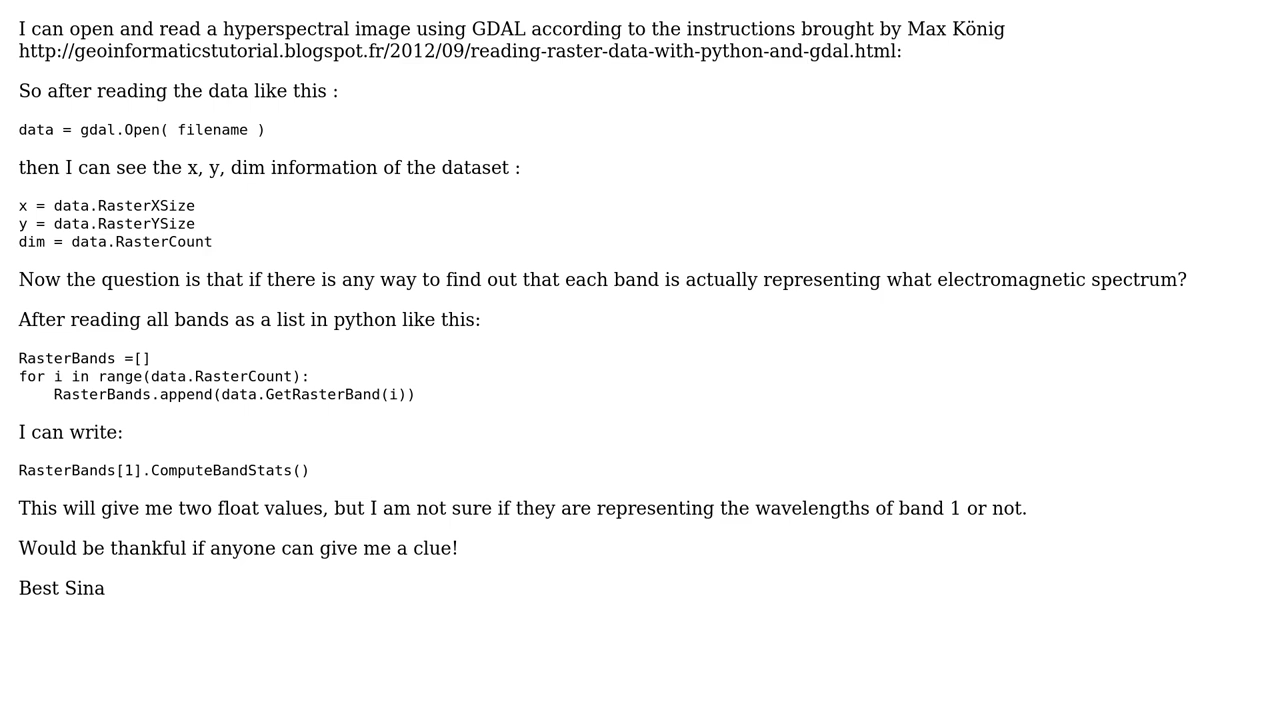 I can open and read a hyperspectral image using GDAL according to the instructions brought by Max König
http://geoinformaticstutorial.blogspot.fr/2012/09/reading-raster-data-with-python-and-gdal.html:
So after reading the data like this :
data = gdal.Open( filename )
then I can see the x, y, dim information of the dataset :
x = data.RasterXSize
y = data.RasterYSize
dim = data.RasterCount
Now the question is that if there is any way to find out that each band is actually representing what electromagnetic spectrum?
After reading all bands as a list in python like this:
RasterBands =[]
for i in range(data.RasterCount):
    RasterBands.append(data.GetRasterBand(i))
I can write:
RasterBands[1].ComputeBandStats()
This will give me two float values, but I am not sure if they are representing the wavelengths of band 1 or not.
Would be thankful if anyone can give me a clue!
Best Sina